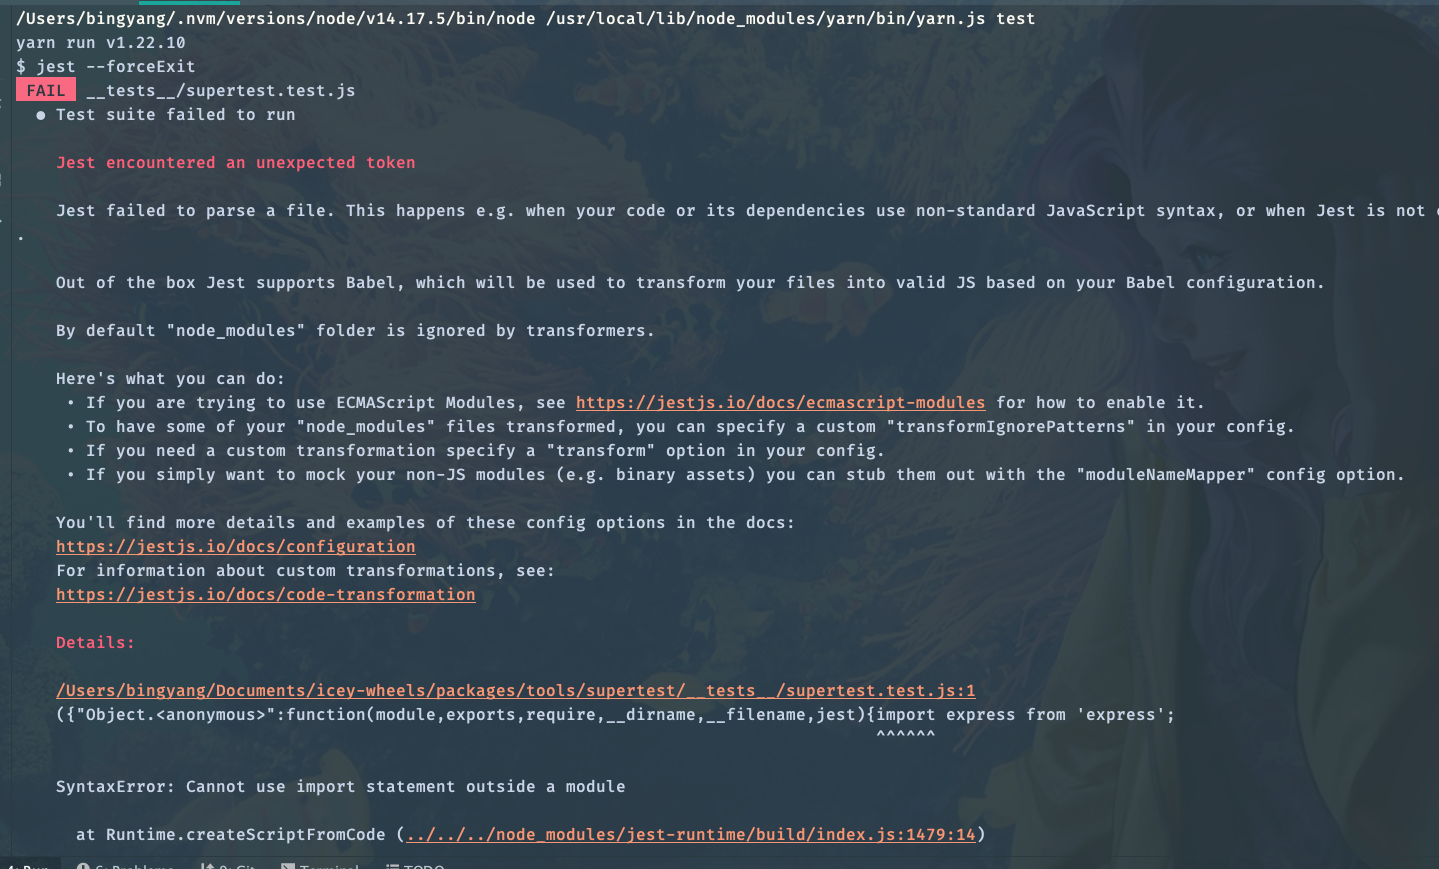 /Users/bingyang/.nvm/versions/node/v14.17.5/bin/node /usr/local/lib/node_modules/yarn/bin/yarn.js test
yarn run v1.22.10
$ jest --forceExit
FAIL __tests__/supertest.test.js
● Test suite failed to run
Jest encountered an unexpected token
Jest failed to parse a file. This happens e.g. when your code or its dependencies use non-standard JavaScript syntax, or when Jest is not
.
Out of the box Jest supports Babel, which will be used to transform your files into valid JS based on your Babel configuration.
By default "node_modules" folder is ignored by transformers.
Here's what you can do:
• If you are trying to use ECMAScript Modules, see https://jestjs.io/docs/ecmascript-modules for how to enable it.
• To have some of your "node_modules" files transformed, you can specify a custom "transformIgnorePatterns" in your config.
• If you need a custom transformation specify a "transform" option in your config.
• If you simply want to mock your non-JS modules (e.g. binary assets) you can stub them out with the "moduleNameMapper" config option.
You'll find more details and examples of these config options in the docs:
https://jestjs.io/docs/configuration
For information about custom transformations, see:
https://jestjs.io/docs/code-transformation
Details:
/Users/bingyang/Documents/icey-wheels/packages/tools/supertest/__tests__/supertest.test.js:1
({"Object.<anonymous>":function(module,exports,require,__dirname,__filename,jest){import express from 'express';
^^^^^^
SyntaxError: Cannot use import statement outside a module
at Runtime.createScriptFromCode (../../../node_modules/jest-runtime/build/index.js:1479:14)